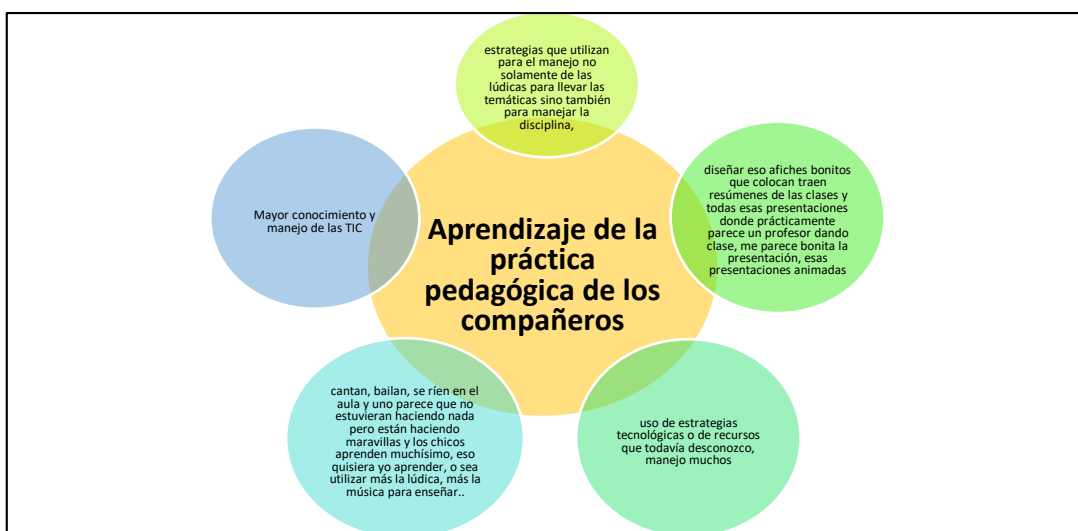 estrategias que utilizan
para el manejo no
solamente de las
lúdicas para llevar las
temáticas sino también
para manejar la
disciplina,
diseñar eso afiches bonitos
que colocan traen
resúmenes de las clases y
todas esas presentaciones
donde prácticamente
parece un profesor dando
clase, me parece bonita la
presentación, esas
presentaciones animadas
Mayor conocimiento y
manejo de las TIC
Aprendizaje de la
práctica
pedagógica de los
compañeros
cantan, bailan, se ríen en el
aula y uno parece que no
estuvieran haciendo nada
pero están haciendo
maravillas y los chicos
aprenden muchísimo, eso
quisiera yo aprender, o sea
utilizar más la lúdica, más la
música para enseñar..
uso de estrategias
tecnológicas o de recursos
que todavía desconozco,
manejo muchos